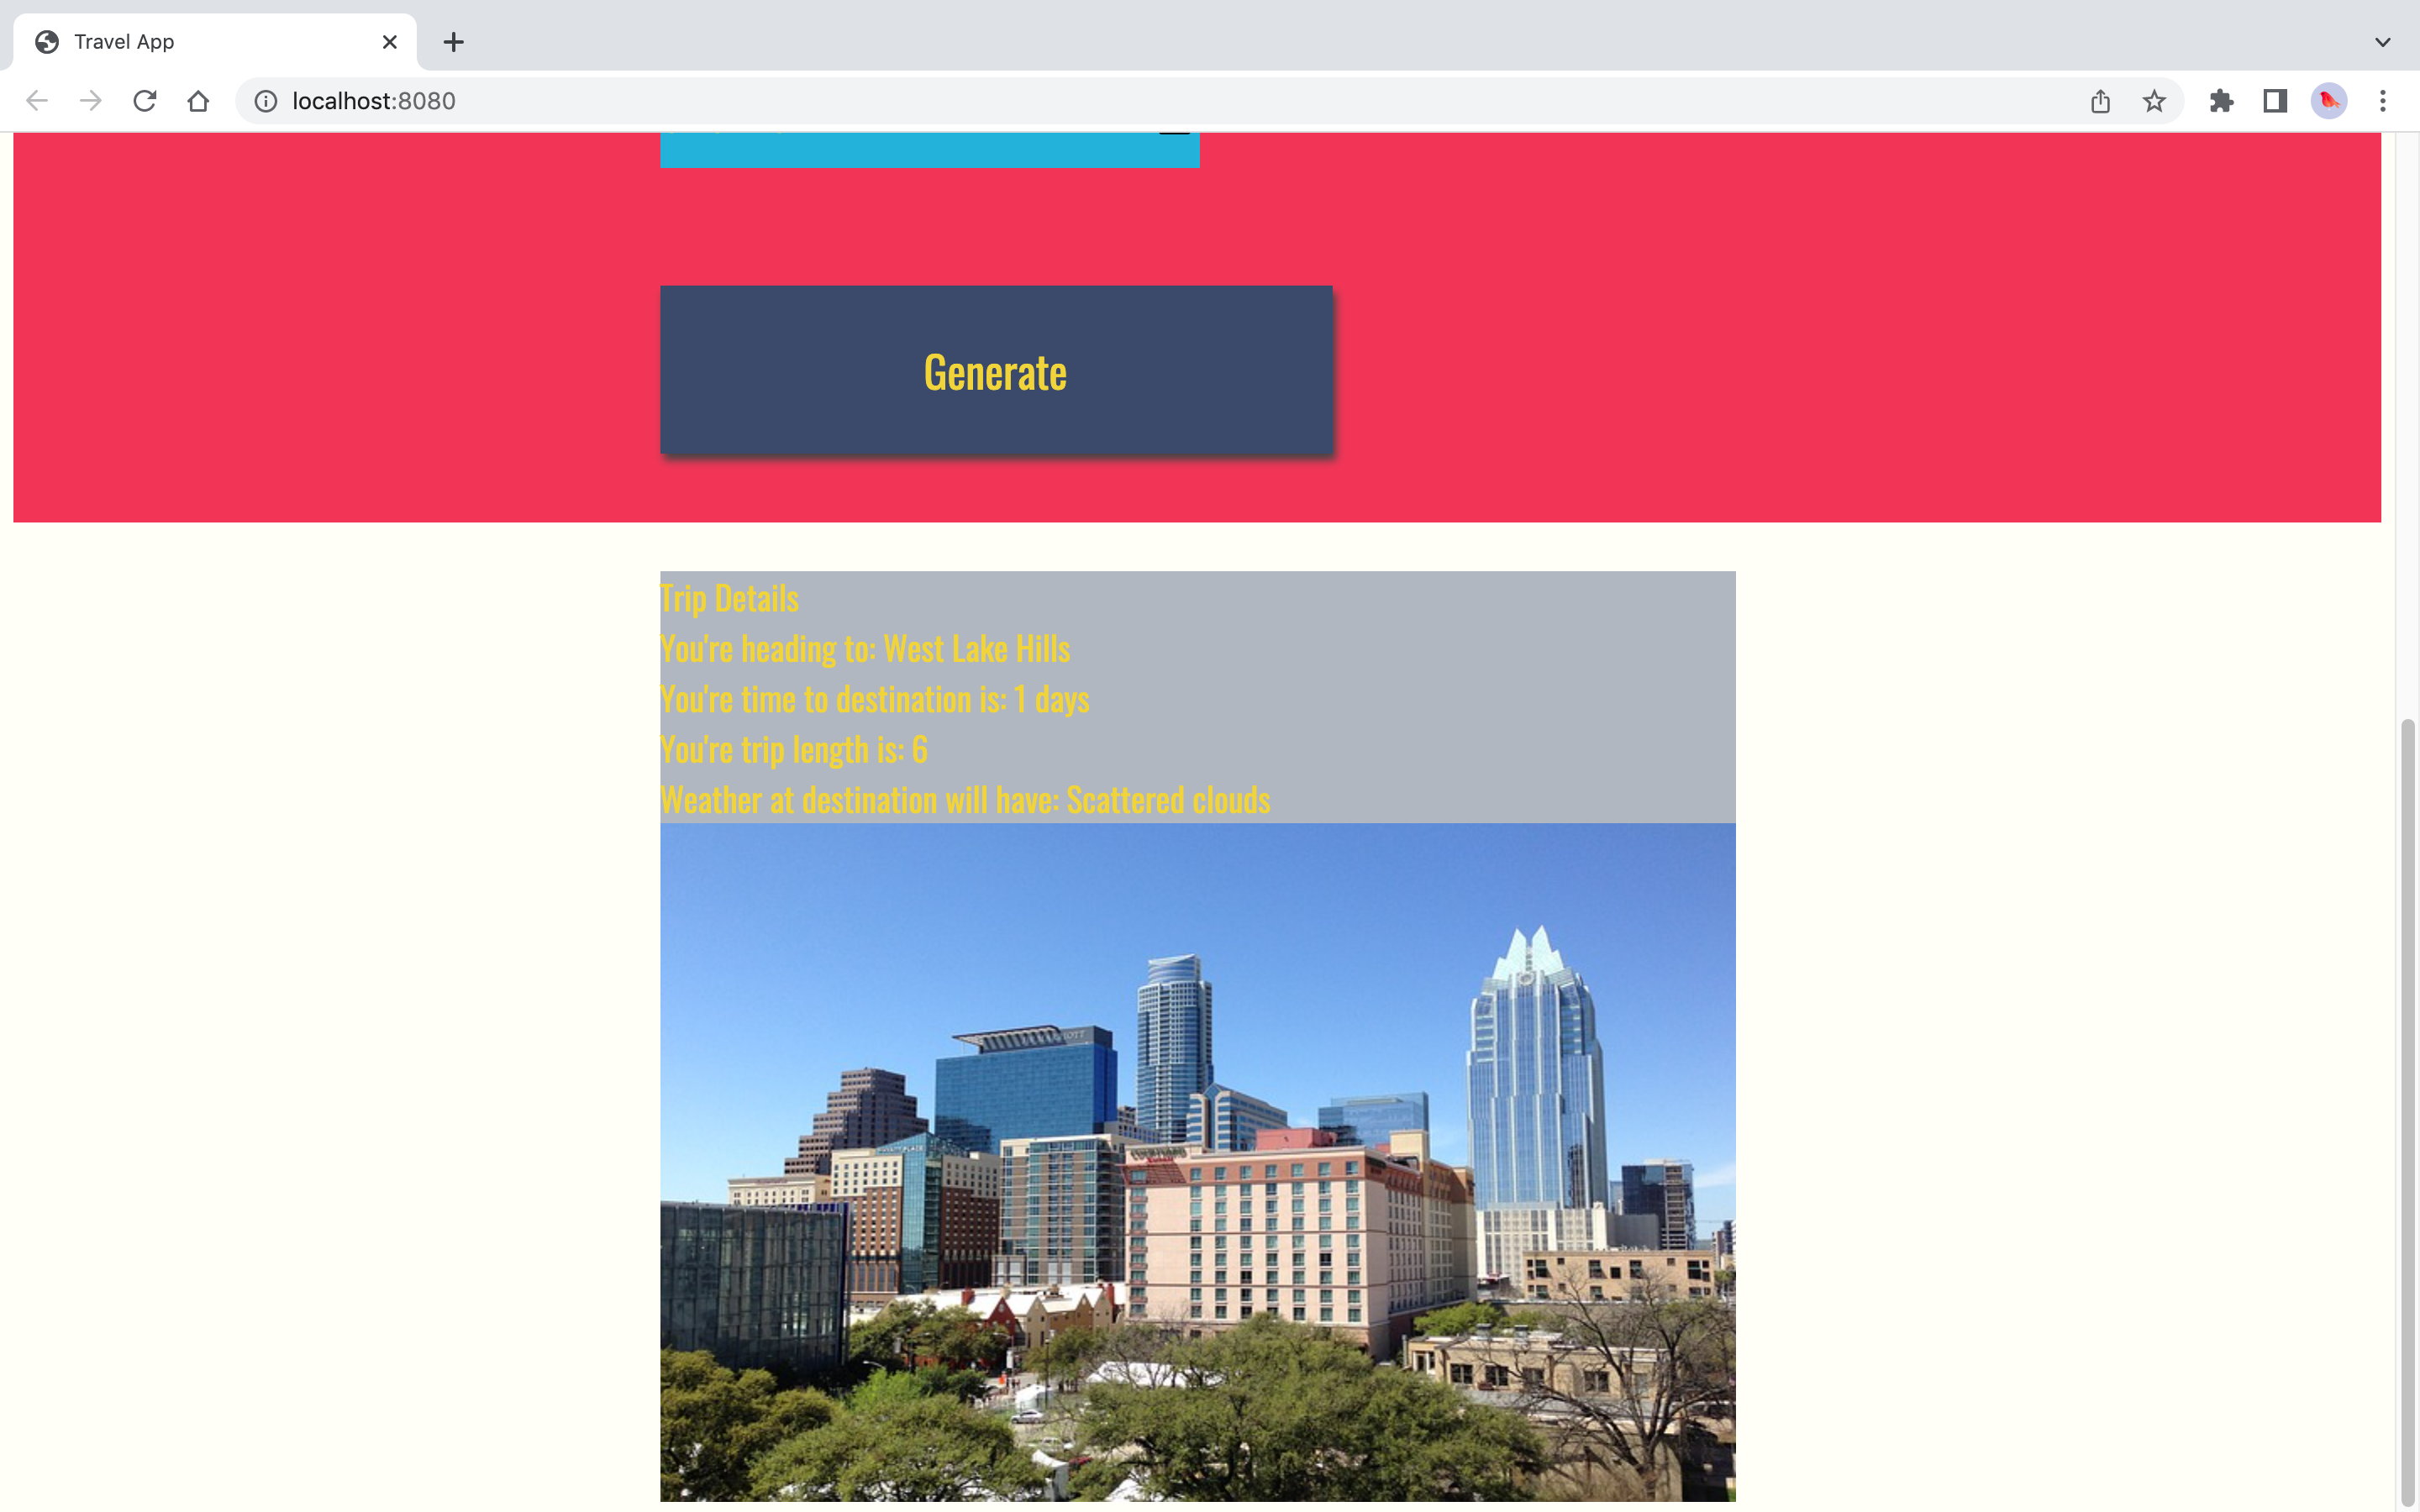 Travel App
localhost:8080
Generate
Trip Details
You're heading to: West Lake Hills
You're time to destination is: 1 days
You're trip length is: 6
Weather at destination will have: Scattered clouds